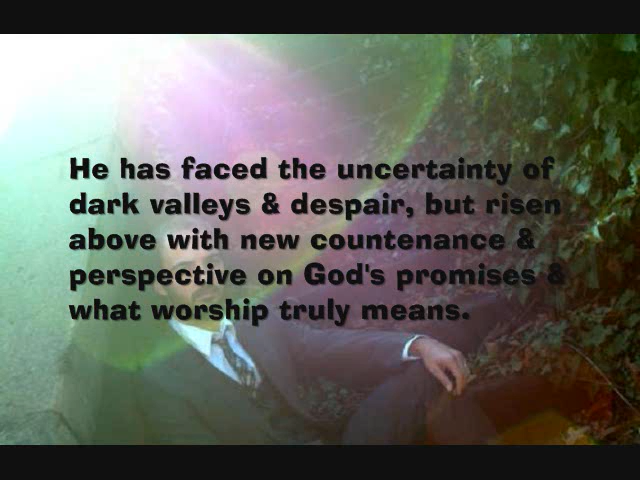 He has faced the uncertainty of
dark valleys & despair, but risen
above with new countenance &
perspective on God's promises &
what worship truly means.